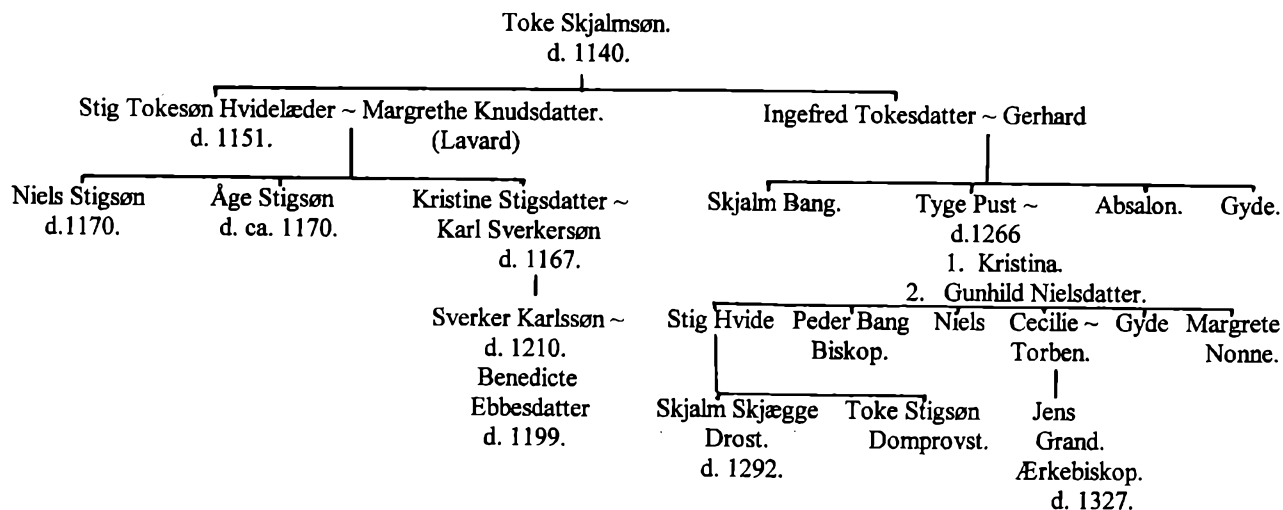 Toke Skjalmsøn.
d. 1140.
Stig Tokesøn Hvidelæder ~ Margrethe Knudsdatter.
d. 1151.
(Lavard)
Ingefred Tokesdatter ~ Gerhard
Niels Stigsøn
d.1170.
Åge Stigsøn
d. ca. 1170.
Kristine Stigsdatter ~
Karl Sverkersøn
d. 1167.
Skjalm Bang.
Tyge Pust ~
d.1266
1. Kristina.
2. Gunhild Nielsdatter.
Absalon.
Gyde.
Sverker Karlssøn ~
d. 1210.
Benedicte
Ebbesdatter
d. 1199.
Stig Hvide
Peder Bang
Biskop.
Niels
Cecilie ~
Torben.
Gyde
Margrete
Nonne.
Skjalm Skjægge
Drost.
d. 1292.
Toke Stigsøn
Domprovst.
Jens
Grand.
Ærkebiskop.
d. 1327.